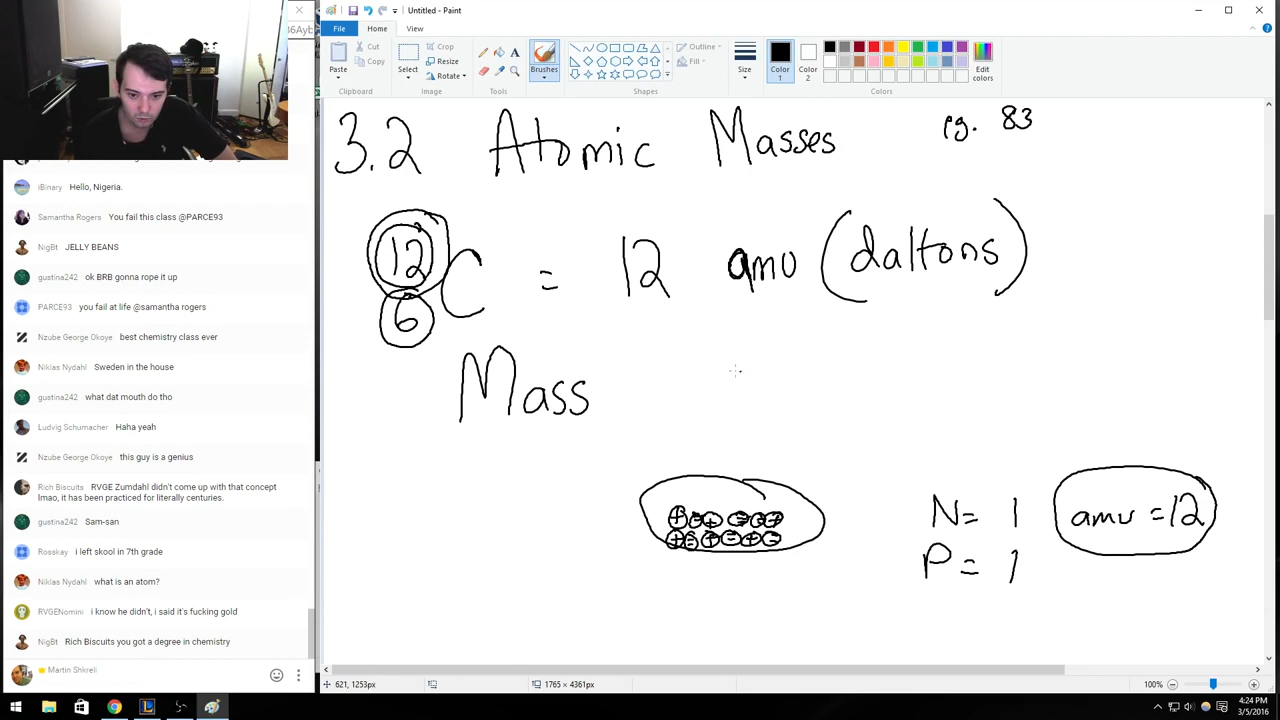 36Ayb
Untitled - Paint
File Home View
Paste Cut Copy Clipboard
Select Crop Resize Rotate Image
Tools
Brushes
Outline Fill Shapes
Size
Color 1 Color 2 Edit colors Colors
3.2 Atomic Masses pg. 83
12 6 C = 12 amu (daltons)
Mass
N = 1 amu = 12
P = 1
iBinary Hello, Nigeria.
Samantha Rogers You fail this class @PARCE93
NigBt JELLY BEANS
gustina242 ok BRB gonna rope it up
PARCE93 you fail at life @samantha rogers
Nzube George Okoye best chemistry class ever
Niklas Nydahl Sweden in the house
gustina242 what dat mouth do tho
Ludvig Schumacher Haha yeah
Nzube George Okoye this guy is a genius
Rich Biscuits RVGE Zumdahl didn't come up with that concept
lmao, it has been practiced for literally centuries.
gustina242 Sam-san
Rosskay i left skool in 7th grade
Niklas Nydahl what is an atom?
RVGENomini i know he didn't, i said it's fucking gold
NigBt Rich Biscuits you got a degree in chemistry
Martin Shkreli
621, 1253px 1765 × 4361px 100%
4:24 PM
3/5/2016